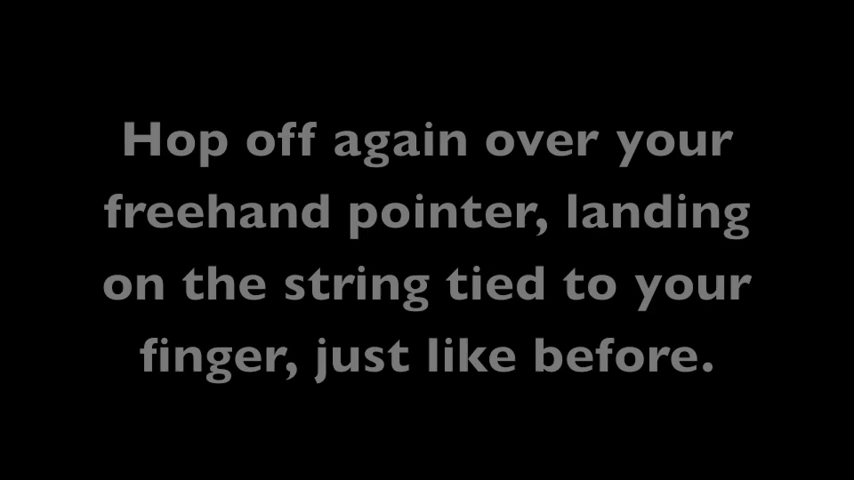 Hop off again over your
freehand pointer, landing
on the string tied to your
finger, just like before.